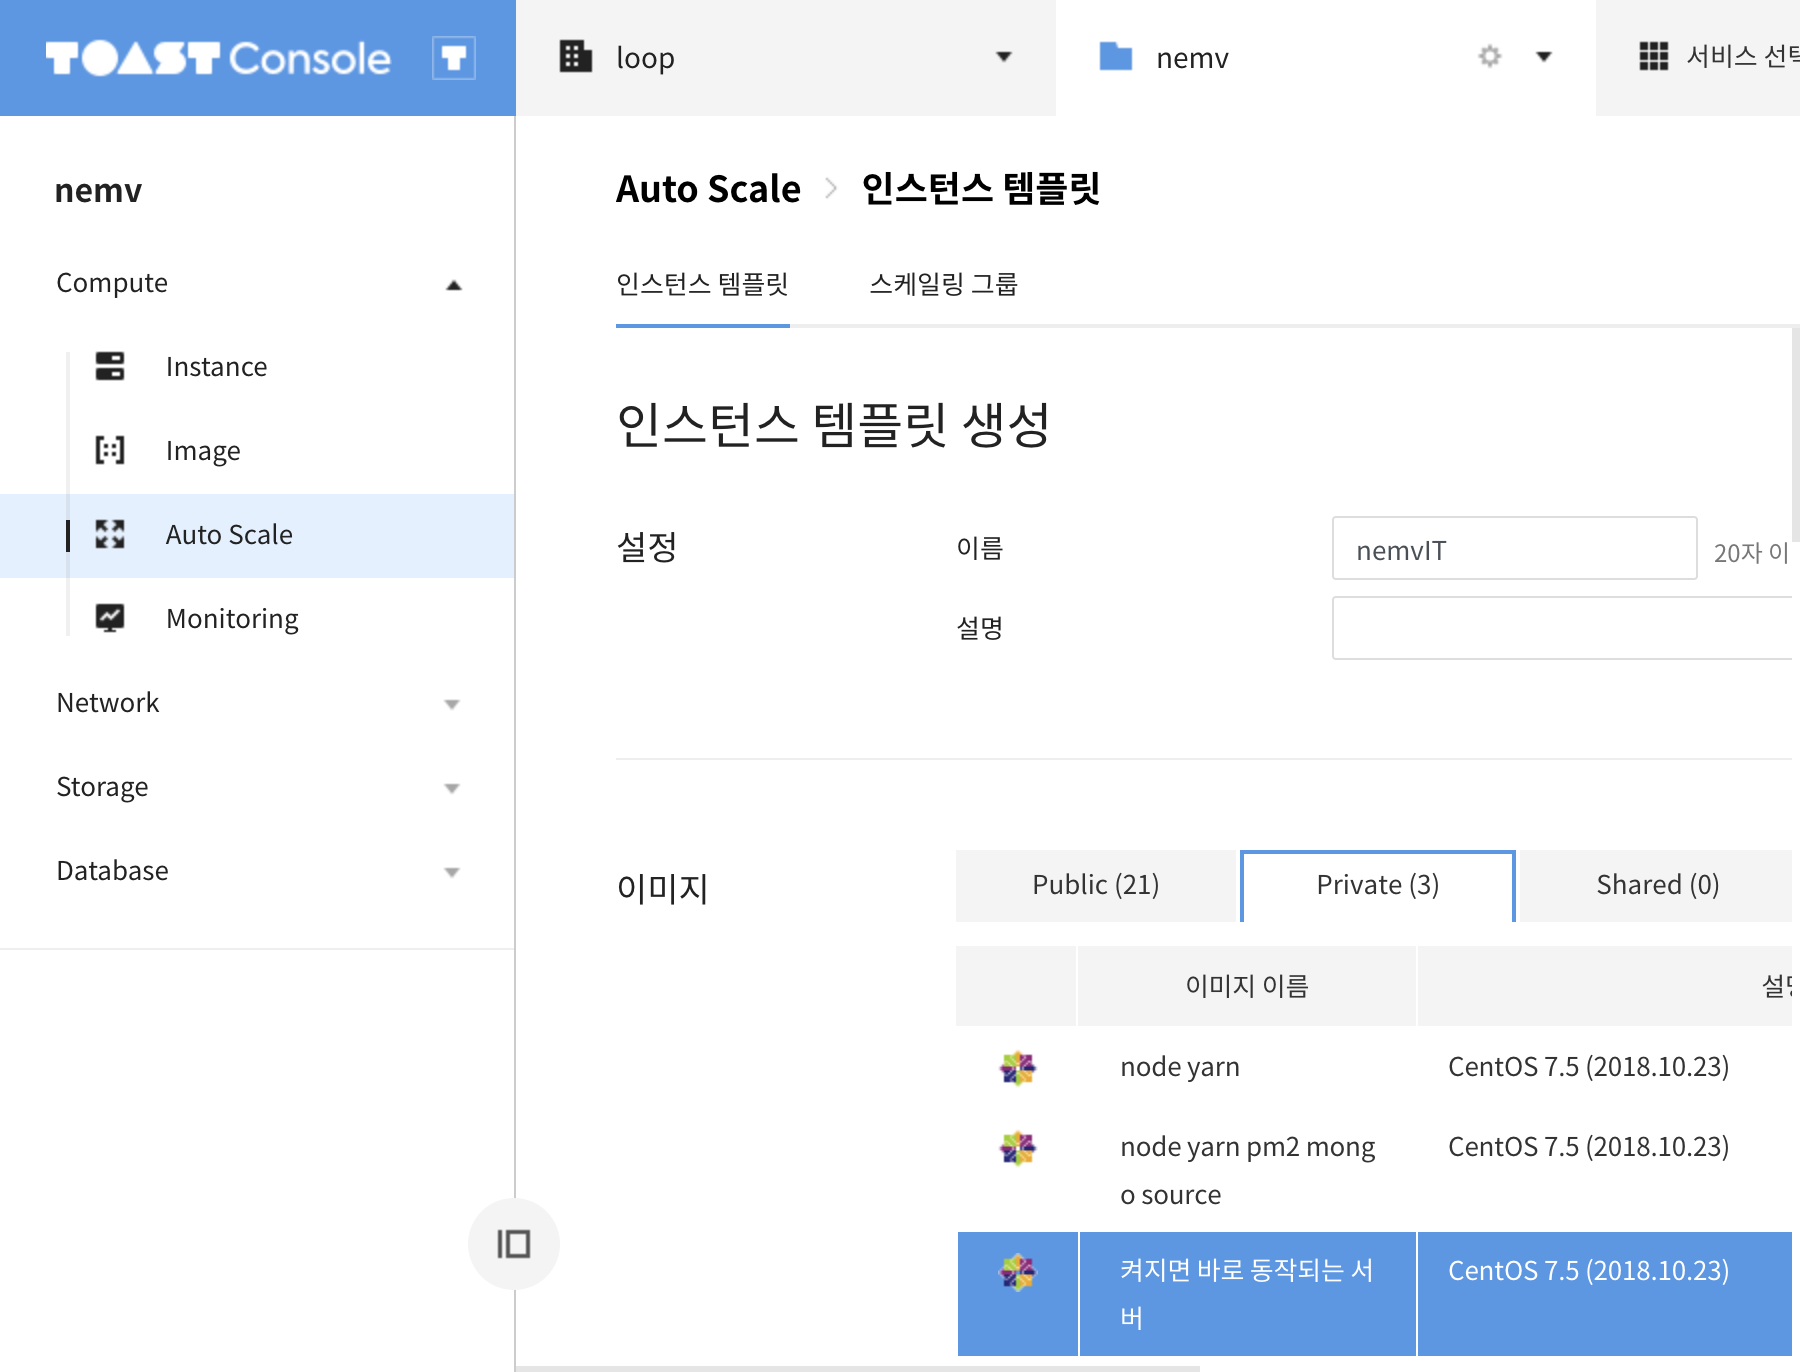 TOAST Console
loop
nemv
서비스 선택
nemv
Compute
Instance
Image
Auto Scale
Monitoring
Network
Storage
Database
Auto Scale > 인스턴스 템플릿
인스턴스 템플릿
스케일링 그룹
인스턴스 템플릿 생성
설정
이름
nemvIT
20자 이
설명
이미지
Public (21)
Private (3)
Shared (0)
이미지 이름
설명
node yarn
CentOS 7.5 (2018.10.23)
node yarn pm2 mong
o source
CentOS 7.5 (2018.10.23)
켜지면 바로 동작되는 서
버
CentOS 7.5 (2018.10.23)